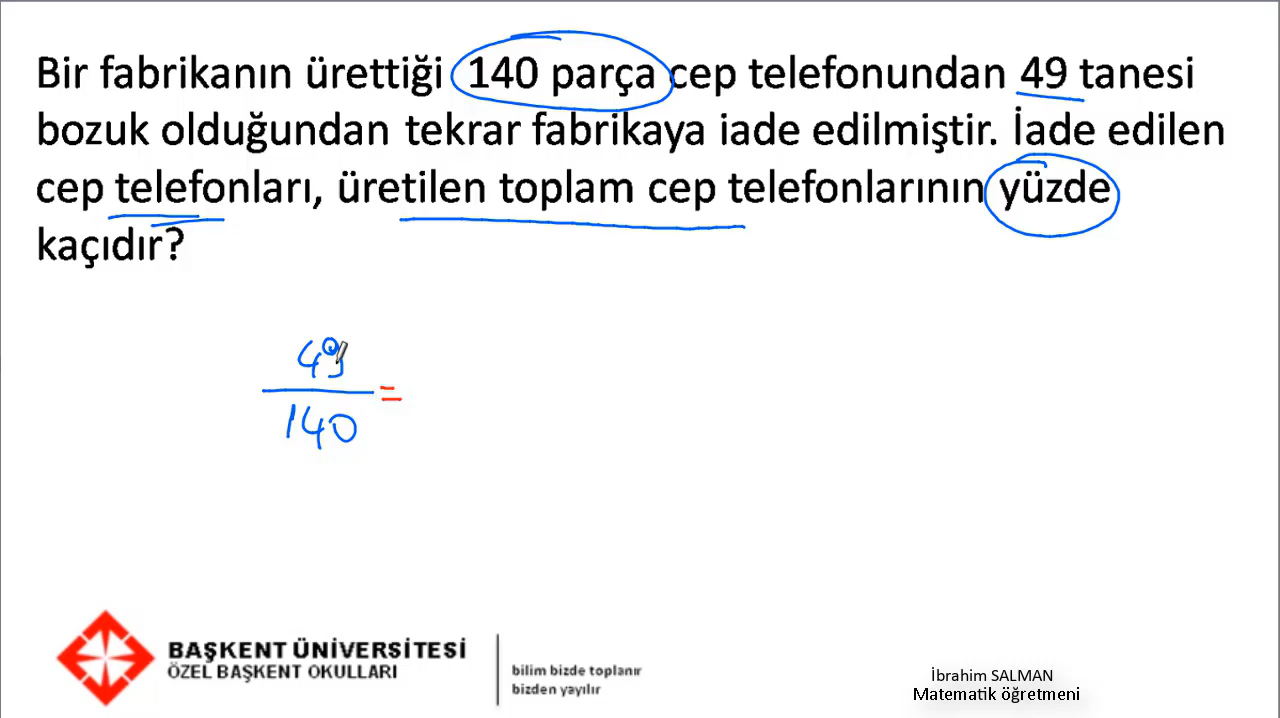 Bir fabrikanın ürettiği 140 parça cep telefonundan 49 tanesi
bozuk olduğundan tekrar fabrikaya iade edilmiştir. İade edilen
cep telefonları, üretilen toplam cep telefonlarının yüzde
kaçıdır?
49
140
=
BAŞKENT ÜNİVERSİTESİ
ÖZEL BAŞKENT OKULLARI
bilim bizde toplanır
bizden yayılır
İbrahim SALMAN
Matematik öğretmeni